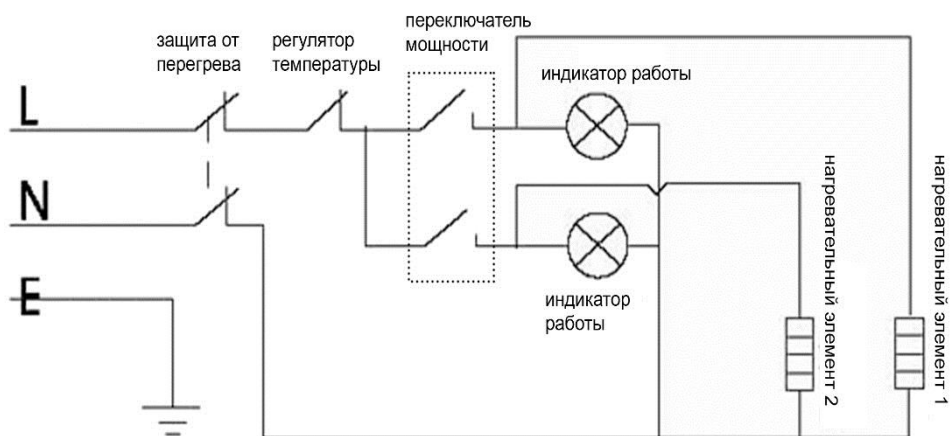 защита от
перегрева
регулятор
температуры
переключатель
мощности
индикатор работы
L
N
E
индикатор
работы
нагревательный элемент 2
нагревательный элемент 1